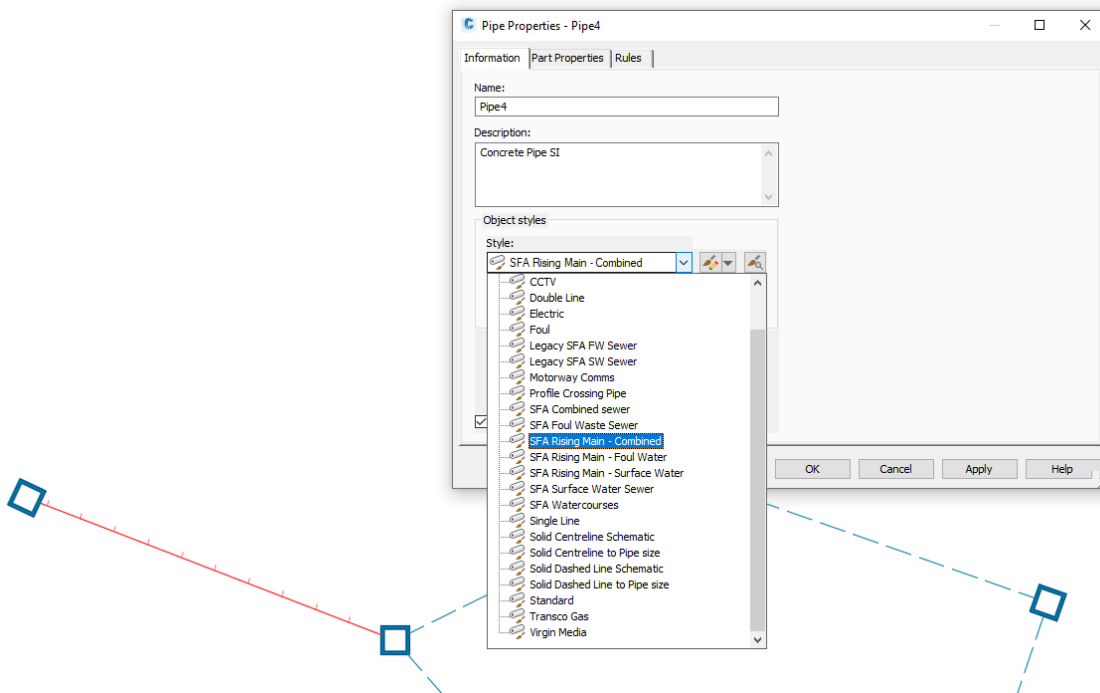 Pipe Properties - Pipe4
Information
Part Properties
Rules
Name:
Pipe4
Description:
Concrete Pipe SI
Object styles
Style:
SFA Rising Main - Combined
CCTV
Double Line
Electric
Foul
Legacy SFA FW Sewer
Legacy SFA SW Sewer
Motorway Comms
Profile Crossing Pipe
SFA Combined sewer
SFA Foul Waste Sewer
SFA Rising Main - Combined
SFA Rising Main - Foul Water
SFA Rising Main - Surface Water
SFA Surface Water Sewer
SFA Watercourses
Single Line
Solid Centreline Schematic
Solid Centreline to Pipe size
Solid Dashed Line Schematic
Solid Dashed Line to Pipe size
Standard
Transco Gas
Virgin Media
OK
Cancel
Apply
Help